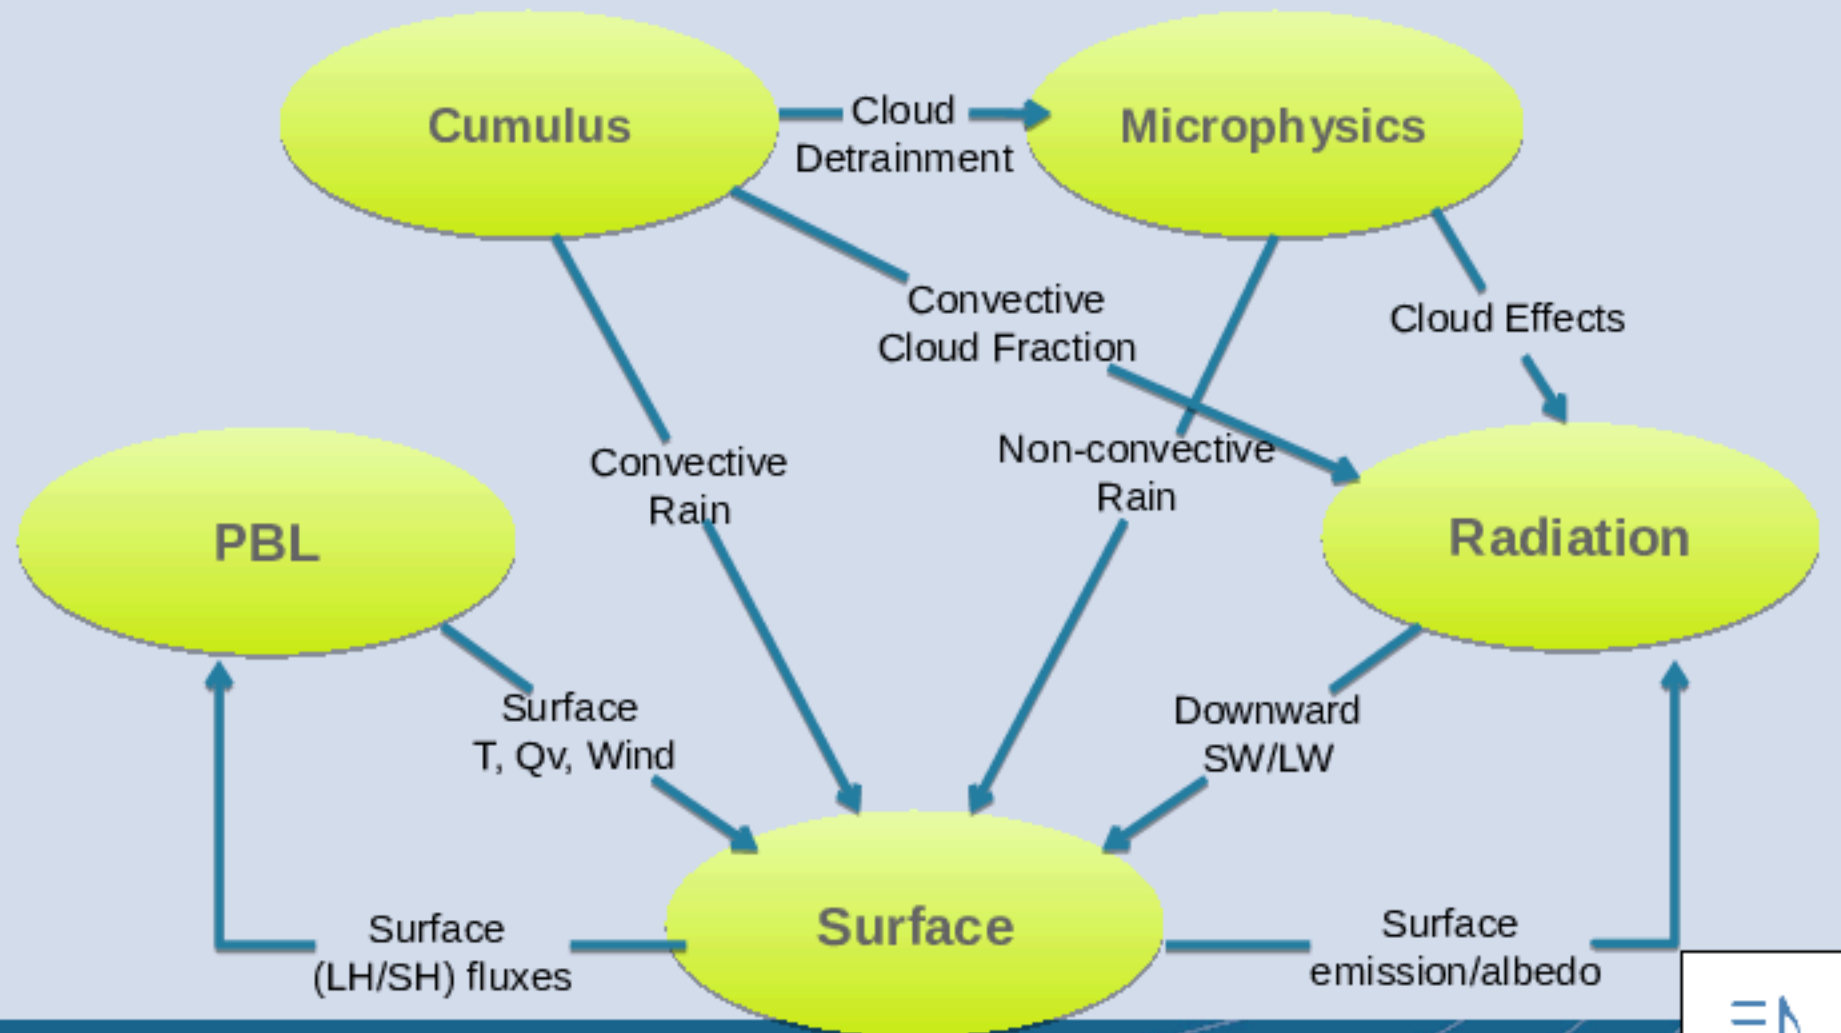 Cumulus
Cloud
Detrainment
Microphysics
Convective
Cloud Fraction
Cloud Effects
Convective
Rain
Non-convective
Rain
PBL
Radiation
Surface
T, Qv, Wind
Downward
SW/LW
Surface
Surface
(LH/SH) fluxes
Surface
emission/albedo